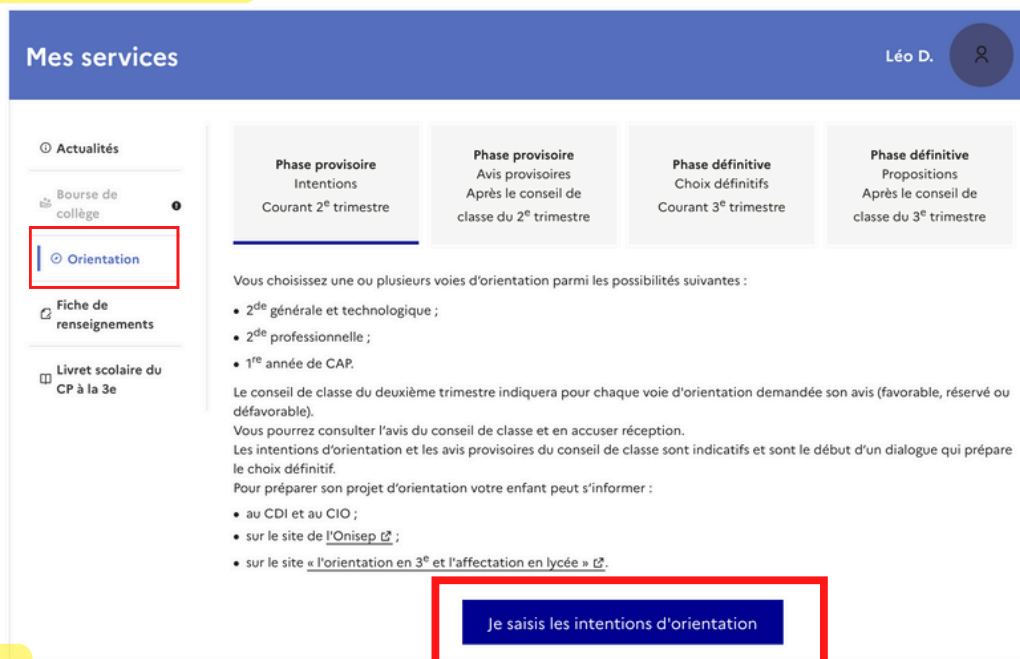 Mes services
Léo D.
Actualités
Bourse de
collège
Orientation
Fiche de
renseignements
Livret scolaire du
CP à la 3e
Phase provisoire
Intentions
Courant 2e trimestre
Phase provisoire
Avis provisoires
Après le conseil de
classe du 2e trimestre
Phase définitive
Choix définitifs
Courant 3e trimestre
Phase définitive
Propositions
Après le conseil de
classe du 3e trimestre
Vous choisissez une ou plusieurs voies d'orientation parmi les possibilités suivantes :
• 2de générale et technologique ;
• 2de professionnelle ;
• 1re année de CAP.
Le conseil de classe du deuxième trimestre indiquera pour chaque voie d'orientation demandée son avis (favorable, réservé ou
défavorable).
Vous pourrez consulter l'avis du conseil de classe et en accuser réception.
Les intentions d'orientation et les avis provisoires du conseil de classe sont indicatifs et sont le début d'un dialogue qui prépare
le choix définitif.
Pour préparer son projet d'orientation votre enfant peut s'informer :
• au CDI et au CIO ;
• sur le site de l'Onisep ;
• sur le site « l'orientation en 3e et l'affectation en lycée ».
Je saisis les intentions d'orientation